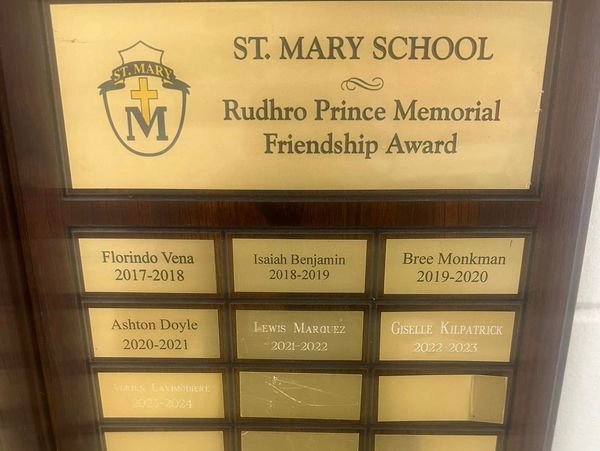 ST. MARY
M
ST. MARY SCHOOL
Rudhro Prince Memorial
Friendship Award
Florindo Vena
2017-2018
Isaiah Benjamin
2018-2019
Bree Monkman
2019-2020
Ashton Doyle
2020-2021
Lewis Marquez
2021-2022
Giselle Kilpatrick
2022-2023
2023-2024